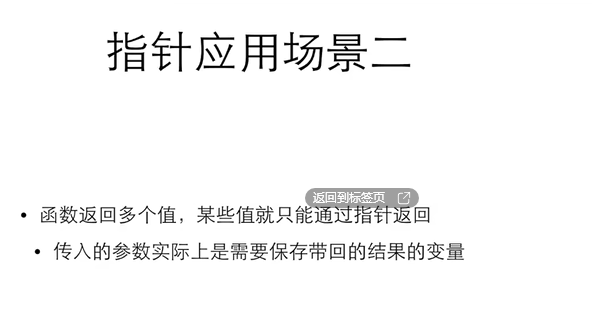 指针应用场景二
返回到标签页
• 函数返回多个值，某些值就只能通过指针返回
• 传入的参数实际上是需要保存带回的结果的变量